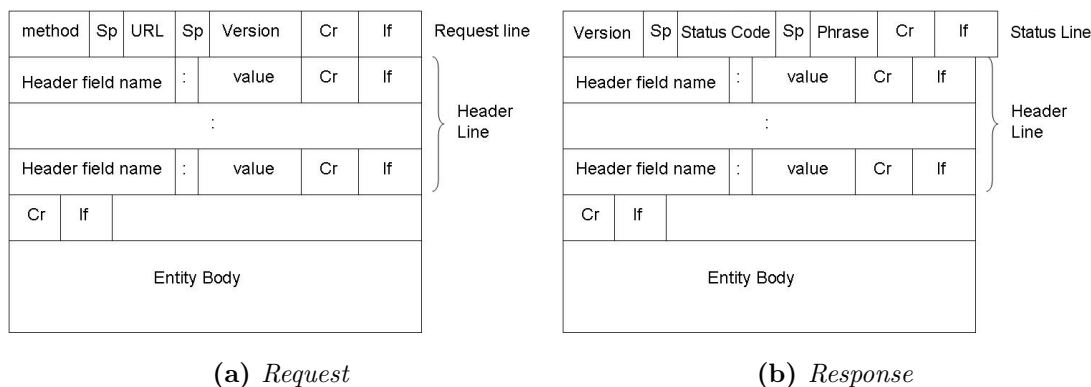 method Sp URL Sp Version Cr lf Request line
Header field name : value Cr lf
:
Header field name : value Cr lf
Header
Line
Cr lf
Entity Body
(a) Request
Version Sp Status Code Sp Phrase Cr lf Status Line
Header field name : value Cr lf
:
Header field name : value Cr lf
Header
Line
Cr lf
Entity Body
(b) Response